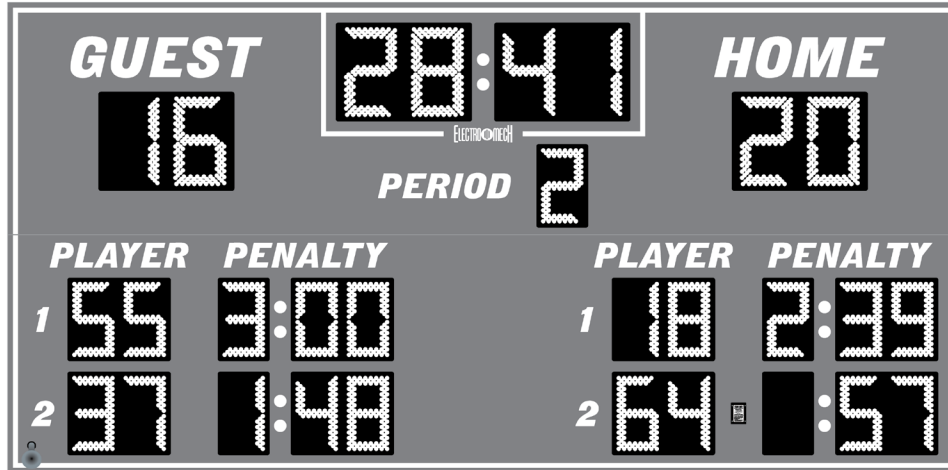 GUEST 28:41 HOME
16 20
ELECTRO-MECH
PERIOD 2
PLAYER PENALTY PLAYER PENALTY
1 55 3:00 1 18 2:39
2 37 1:48 2 64 :57